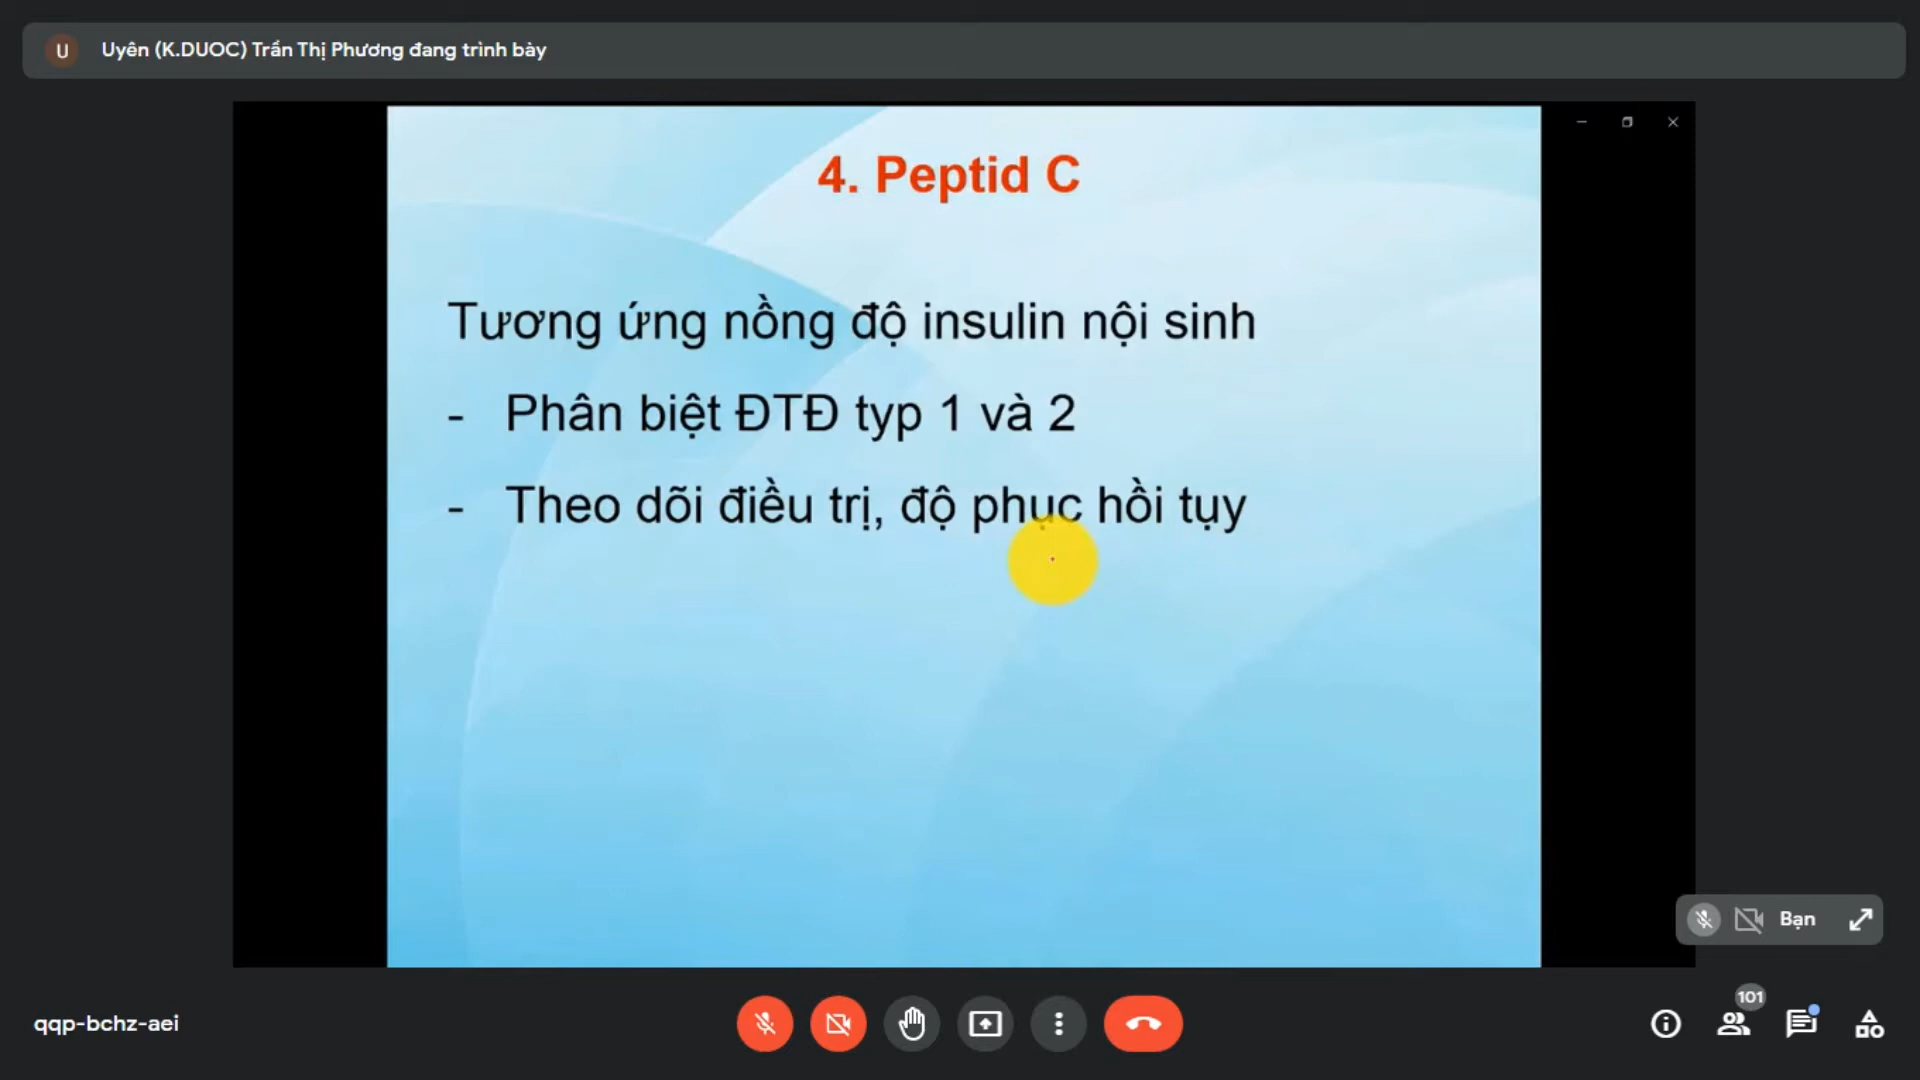 U Uyên (K.DUOC) Trần Thị Phương đang trình bày
4. Peptid C
Tương ứng nồng độ insulin nội sinh
- Phân biệt ĐTĐ typ 1 và 2
- Theo dõi điều trị, độ phục hồi tụy
Bạn
101
qqp-bchz-aei